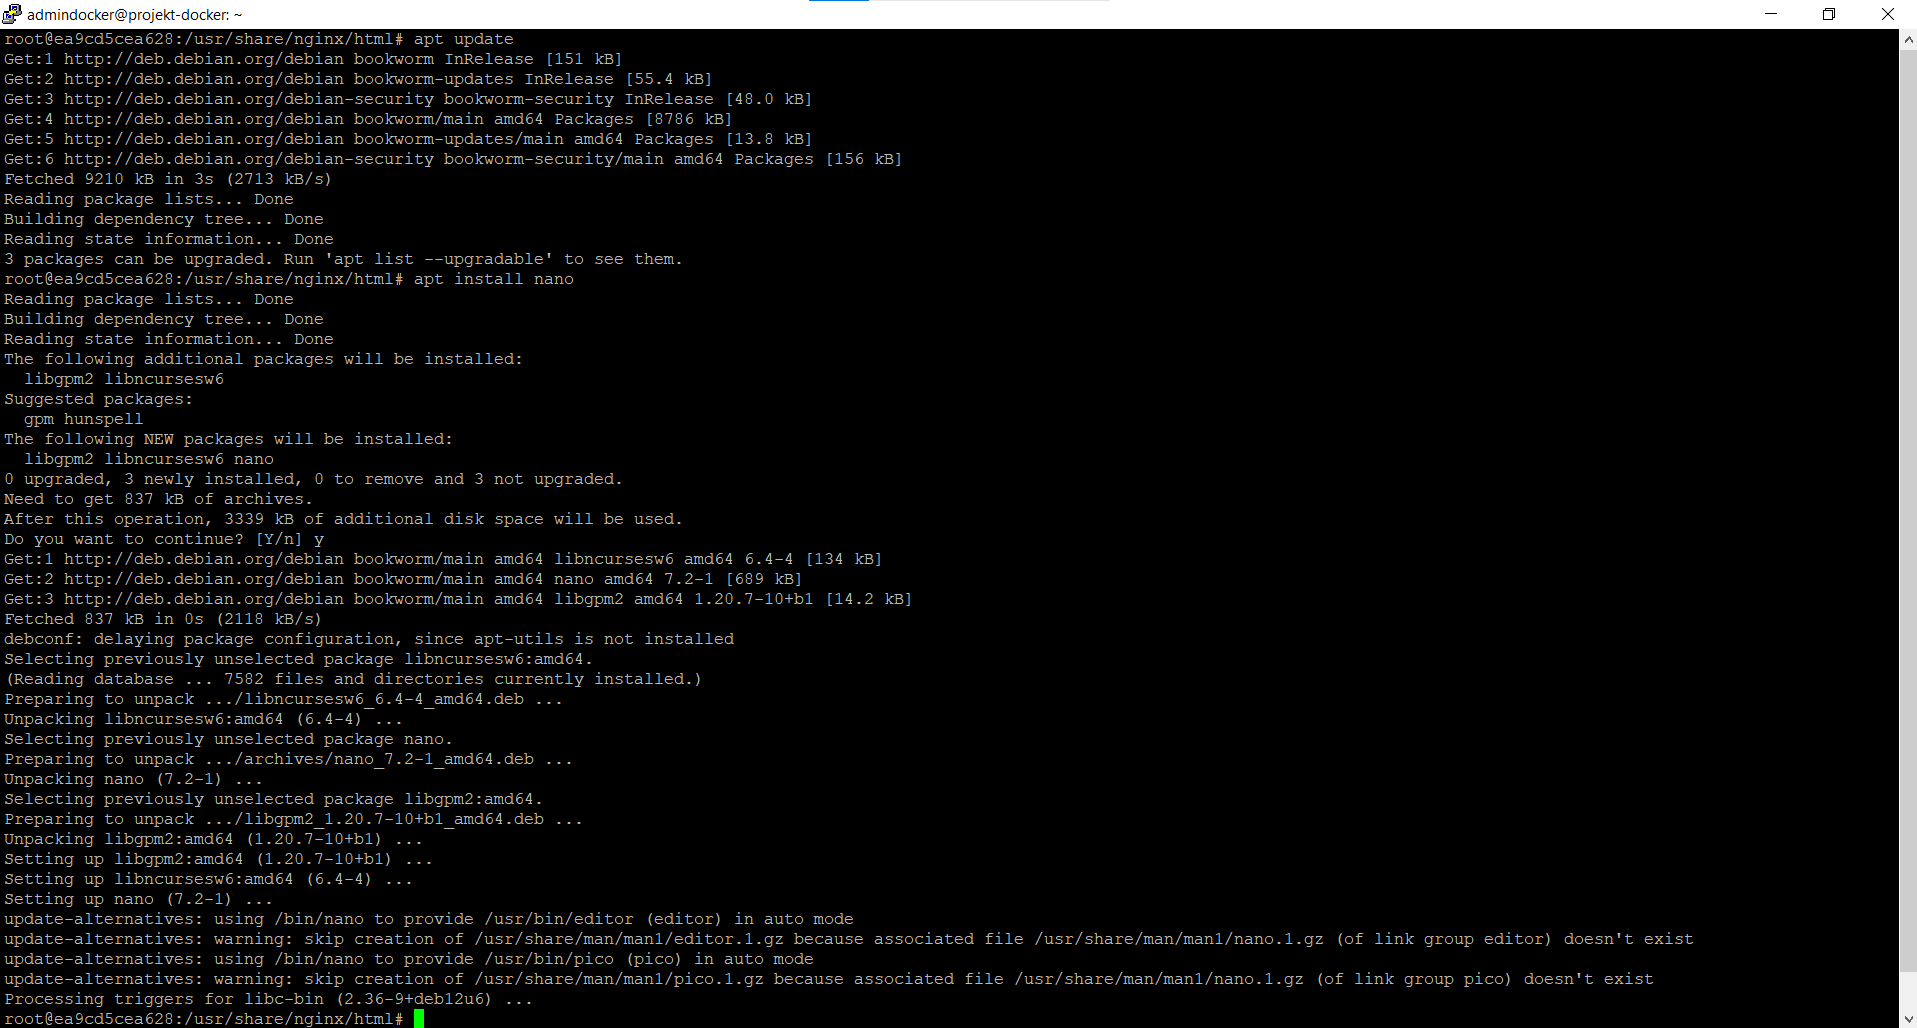 admindocker@projekt-docker: ~
root@ea9cd5cea628:/usr/share/nginx/html# apt update
Get:1 http://deb.debian.org/debian bookworm InRelease [151 kB]
Get:2 http://deb.debian.org/debian bookworm-updates InRelease [55.4 kB]
Get:3 http://deb.debian.org/debian-security bookworm-security InRelease [48.0 kB]
Get:4 http://deb.debian.org/debian bookworm/main amd64 Packages [8786 kB]
Get:5 http://deb.debian.org/debian bookworm-updates/main amd64 Packages [13.8 kB]
Get:6 http://deb.debian.org/debian-security bookworm-security/main amd64 Packages [156 kB]
Fetched 9210 kB in 3s (2713 kB/s)
Reading package lists... Done
Building dependency tree... Done
Reading state information... Done
3 packages can be upgraded. Run 'apt list --upgradable' to see them.
root@ea9cd5cea628:/usr/share/nginx/html# apt install nano
Reading package lists... Done
Building dependency tree... Done
Reading state information... Done
The following additional packages will be installed:
  libgpm2 libncursesw6
Suggested packages:
  gpm hunspell
The following NEW packages will be installed:
  libgpm2 libncursesw6 nano
0 upgraded, 3 newly installed, 0 to remove and 3 not upgraded.
Need to get 837 kB of archives.
After this operation, 3339 kB of additional disk space will be used.
Do you want to continue? [Y/n] y
Get:1 http://deb.debian.org/debian bookworm/main amd64 libncursesw6 amd64 6.4-4 [134 kB]
Get:2 http://deb.debian.org/debian bookworm/main amd64 nano amd64 7.2-1 [689 kB]
Get:3 http://deb.debian.org/debian bookworm/main amd64 libgpm2 amd64 1.20.7-10+b1 [14.2 kB]
Fetched 837 kB in 0s (2118 kB/s)
debconf: delaying package configuration, since apt-utils is not installed
Selecting previously unselected package libncursesw6:amd64.
(Reading database ... 7582 files and directories currently installed.)
Preparing to unpack .../libncursesw6_6.4-4_amd64.deb ...
Unpacking libncursesw6:amd64 (6.4-4) ...
Selecting previously unselected package nano.
Preparing to unpack .../archives/nano_7.2-1_amd64.deb ...
Unpacking nano (7.2-1) ...
Selecting previously unselected package libgpm2:amd64.
Preparing to unpack .../libgpm2_1.20.7-10+b1_amd64.deb ...
Unpacking libgpm2:amd64 (1.20.7-10+b1) ...
Setting up libgpm2:amd64 (1.20.7-10+b1) ...
Setting up libncursesw6:amd64 (6.4-4) ...
Setting up nano (7.2-1) ...
update-alternatives: using /bin/nano to provide /usr/bin/editor (editor) in auto mode
update-alternatives: warning: skip creation of /usr/share/man/man1/editor.1.gz because associated file /usr/share/man/man1/nano.1.gz (of link group editor) doesn't exist
update-alternatives: using /bin/nano to provide /usr/bin/pico (pico) in auto mode
update-alternatives: warning: skip creation of /usr/share/man/man1/pico.1.gz because associated file /usr/share/man/man1/nano.1.gz (of link group pico) doesn't exist
Processing triggers for libc-bin (2.36-9+deb12u6) ...
root@ea9cd5cea628:/usr/share/nginx/html#